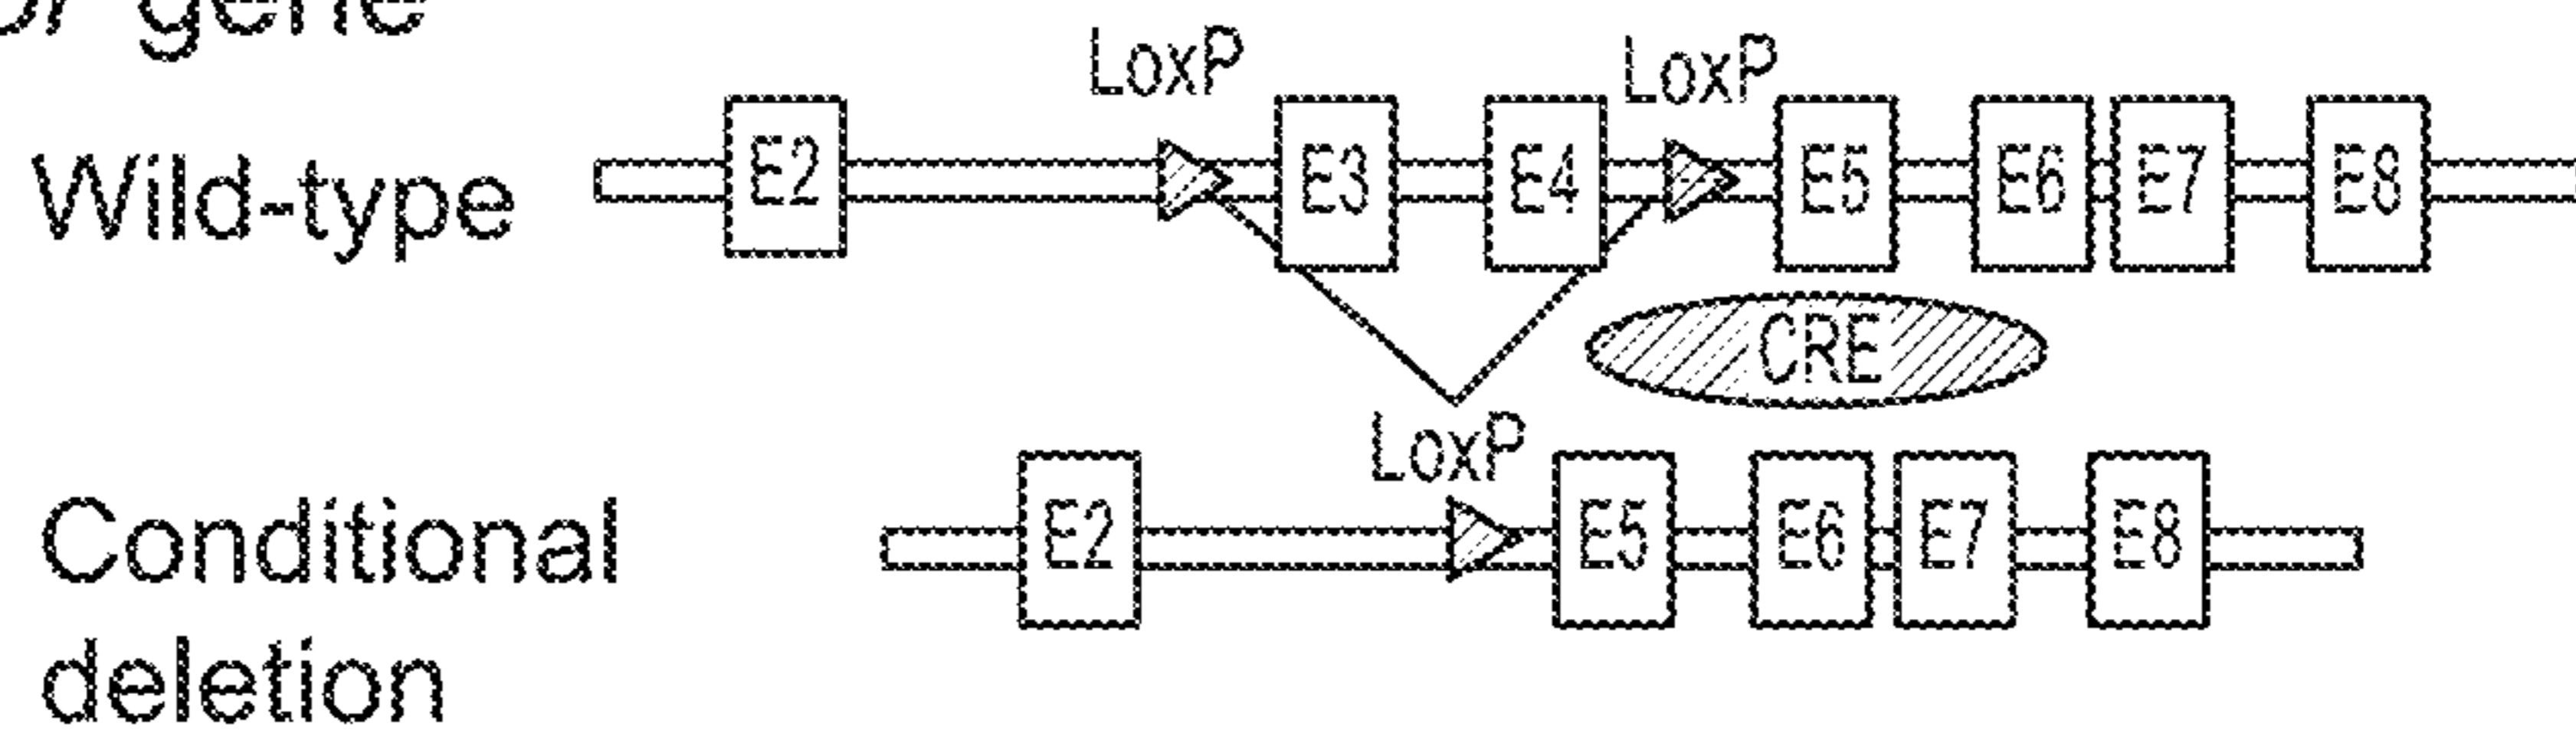 gene
LoxP LoxP
Wild-type E2 E3 E4 E5 E6 E7 E8
CRE
LoxP
Conditional E2 E5 E6 E7 E8
deletion